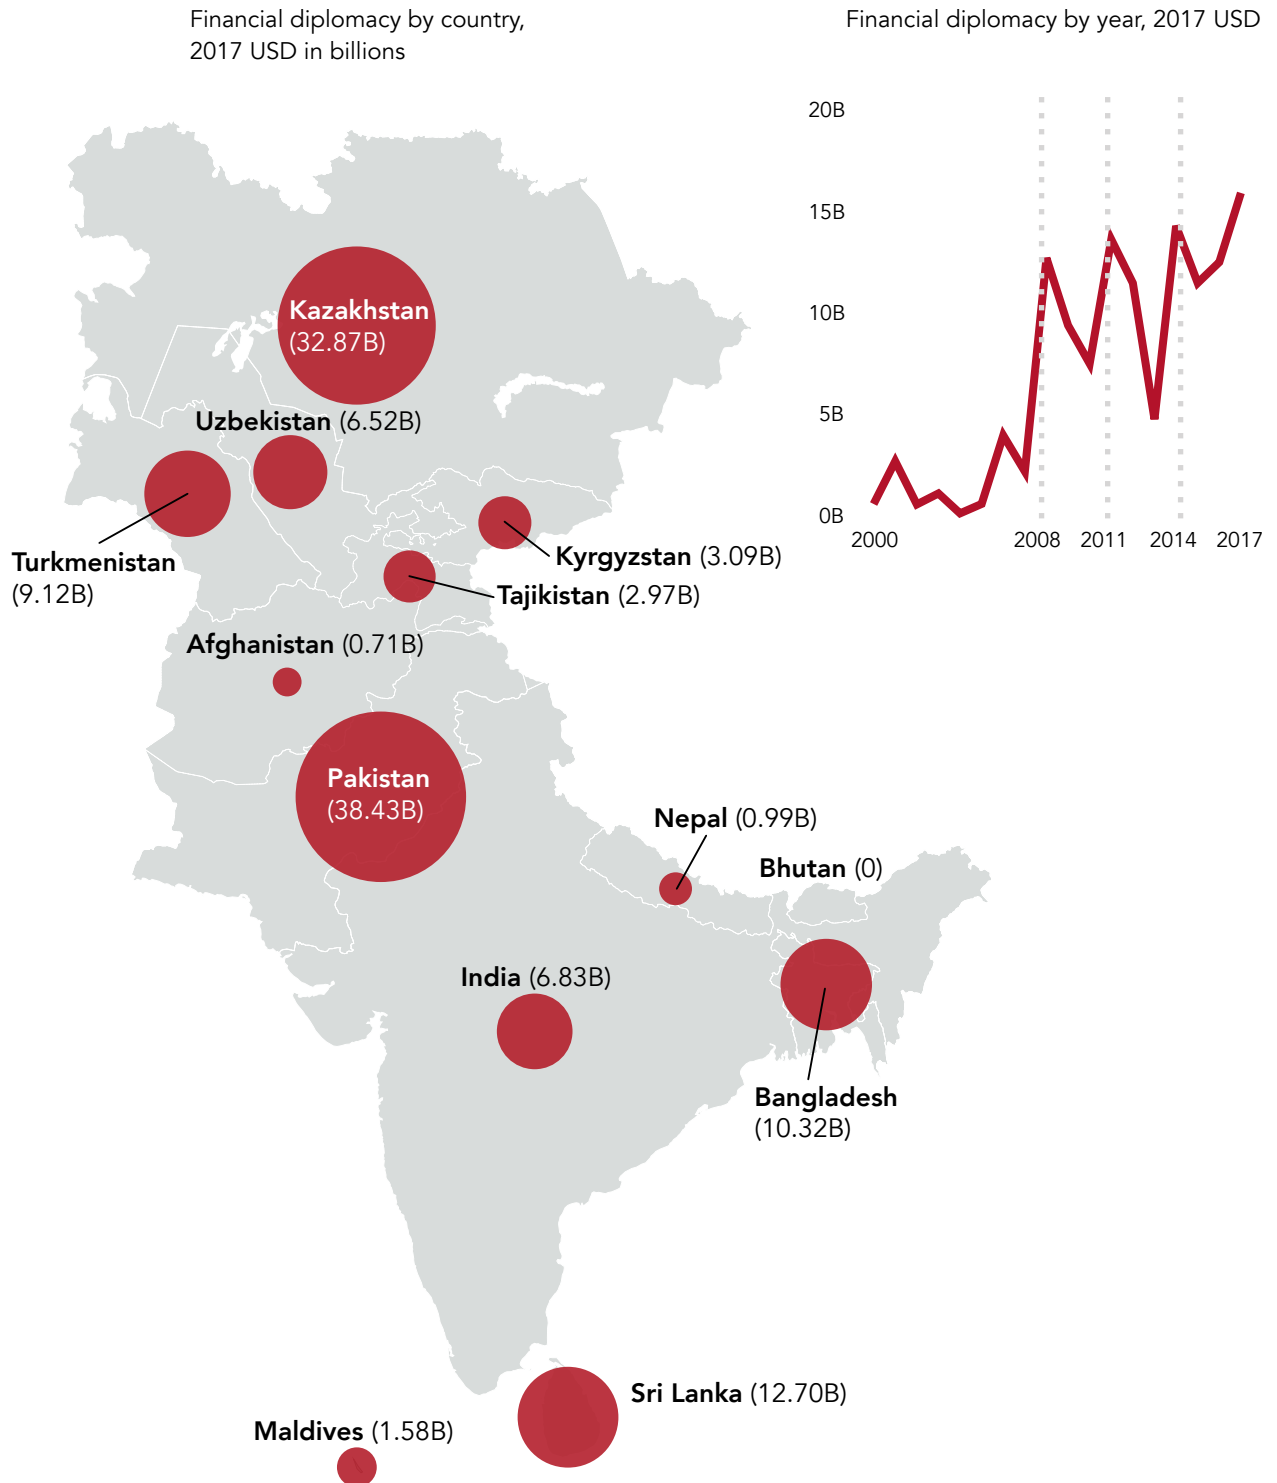 Financial diplomacy by country,
2017 USD in billions
Financial diplomacy by year, 2017 USD
20B
15B
10B
5B
0B
2000
2008
2011
2014
2017
Kazakhstan
(32.87B)
Uzbekistan (6.52B)
Turkmenistan
(9.12B)
Kyrgyzstan (3.09B)
Tajikistan (2.97B)
Afghanistan (0.71B)
Pakistan
(38.43B)
Nepal (0.99B)
Bhutan (0)
India (6.83B)
Bangladesh
(10.32B)
Sri Lanka (12.70B)
Maldives (1.58B)